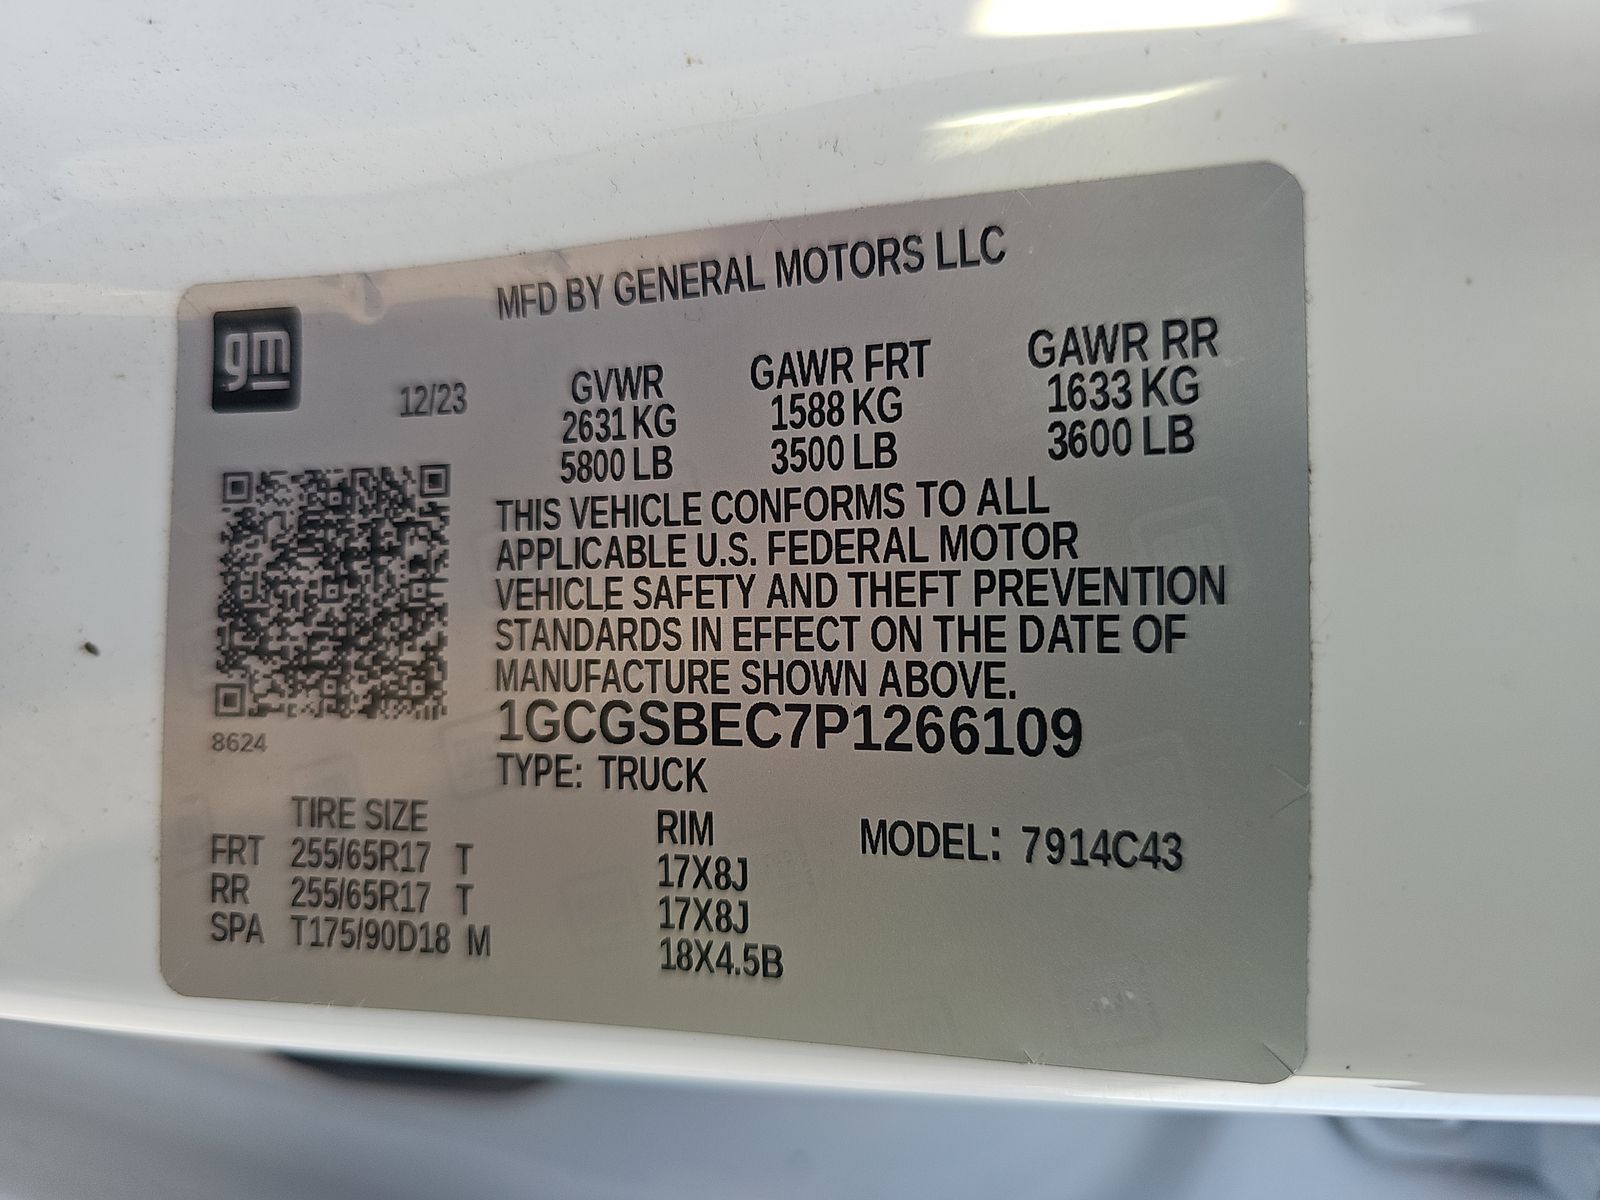 MFD BY GENERAL MOTORS LLC
gm
12/23
GVWR GAWR FRT GAWR RR
2631 KG 1588 KG 1633 KG
5800 LB 3500 LB 3600 LB
THIS VEHICLE CONFORMS TO ALL
APPLICABLE U.S. FEDERAL MOTOR
VEHICLE SAFETY AND THEFT PREVENTION
STANDARDS IN EFFECT ON THE DATE OF
MANUFACTURE SHOWN ABOVE.
1GCGSBEC7P1266109
8624
TYPE: TRUCK
TIRE SIZE RIM MODEL: 7914C43
FRT 255/65R17 T 17X8J
RR 255/65R17 T 17X8J
SPA T175/90D18 M 18X4.5B